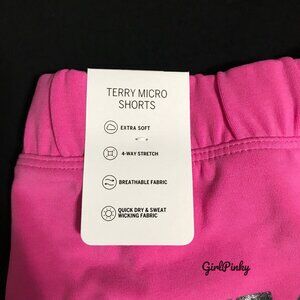 TERRY MICRO
SHORTS
EXTRA SOFT
4-WAY STRETCH
BREATHABLE FABRIC
QUICK DRY & SWEAT
WICKING FABRIC
GirlPinky